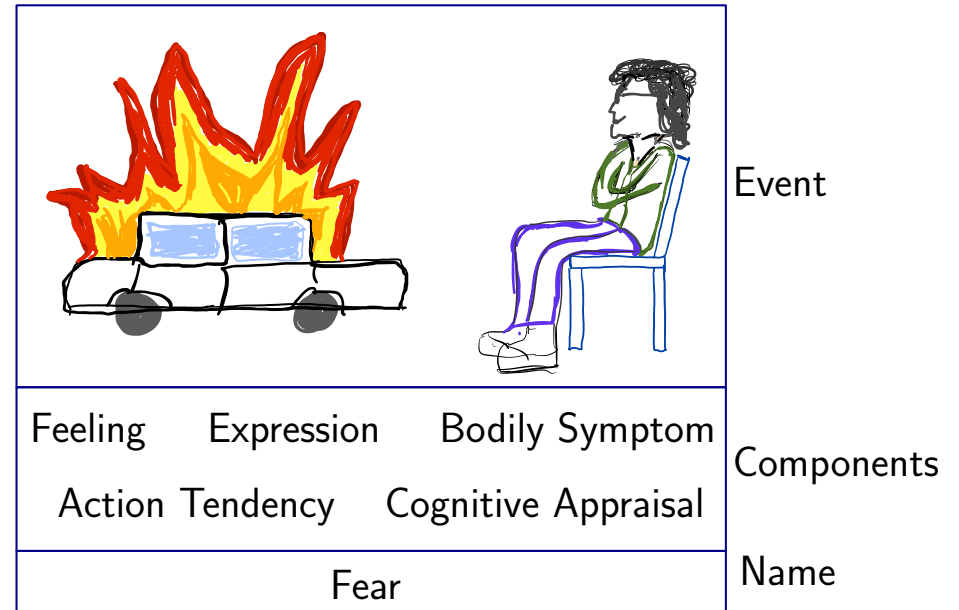 Event
Feeling Expression Bodily Symptom
Action Tendency Cognitive Appraisal
Components
Fear
Name